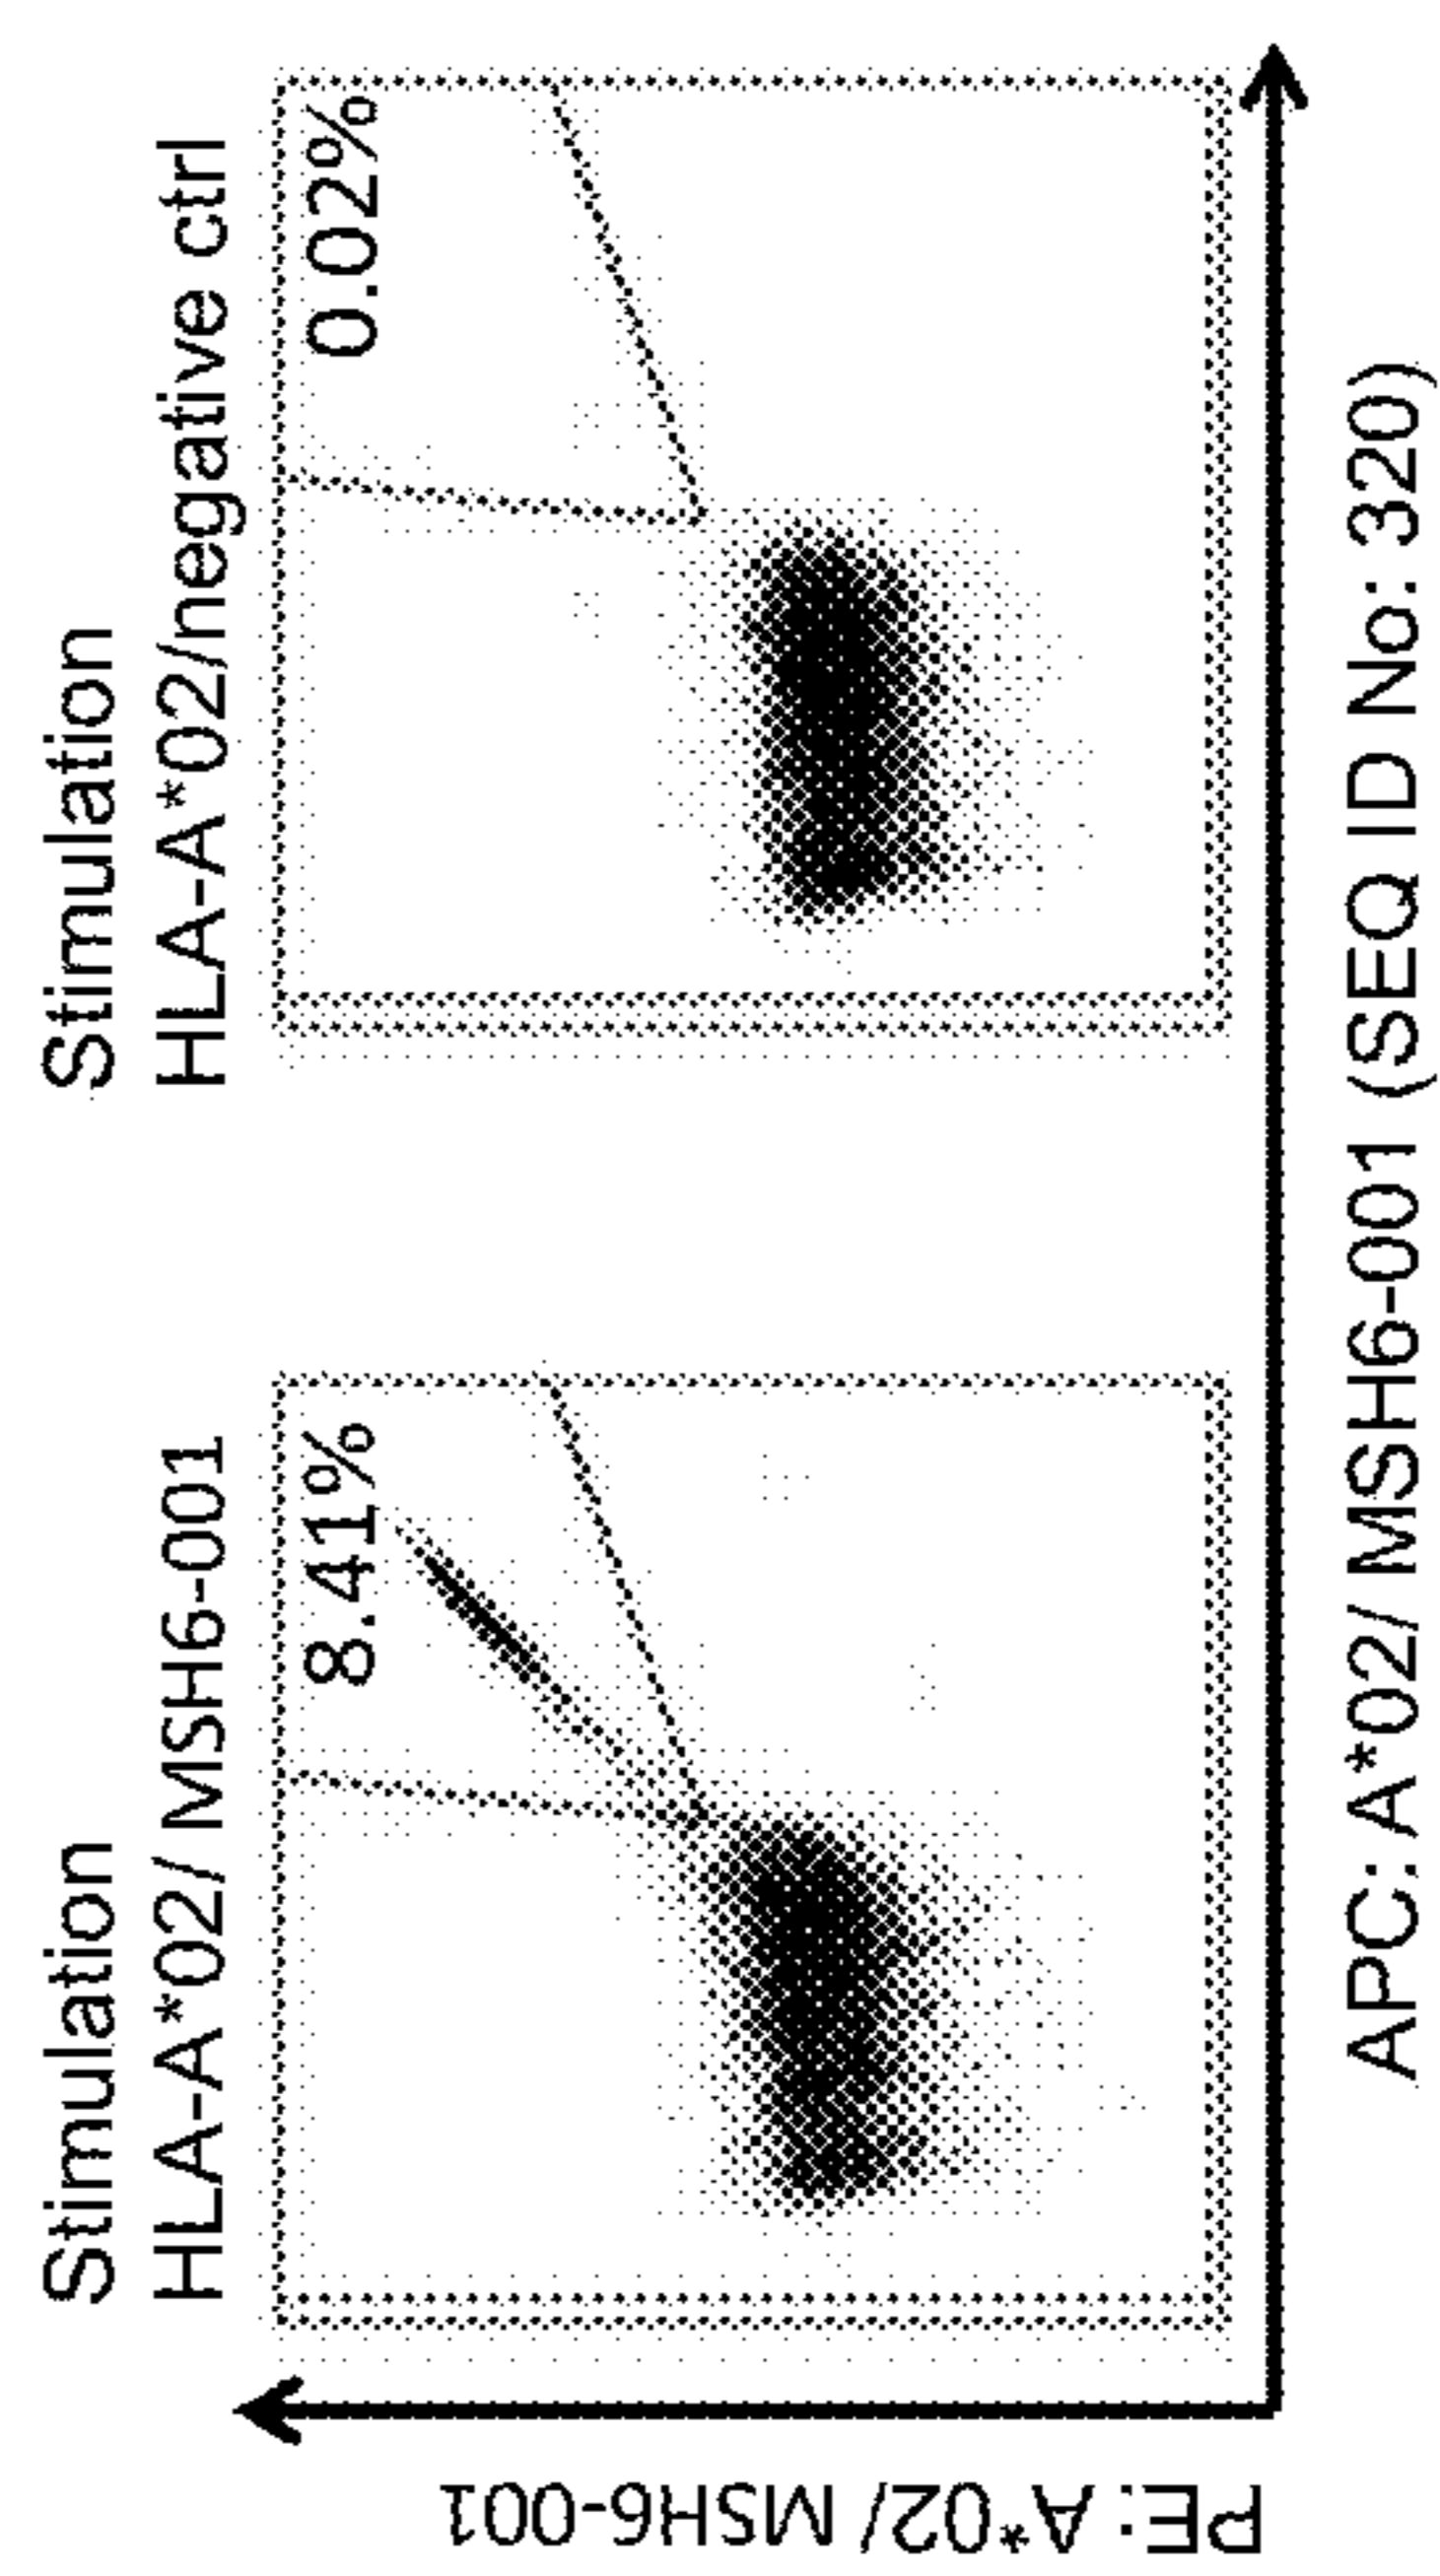 Stimulation
HLA-A*02/ MSH6-001
8.41%
Stimulation
HLA-A*02/negative ctrl
0.02%
PE: A*02/ MSH6-001
APC: A*02/ MSH6-001 (SEQ ID No: 320)